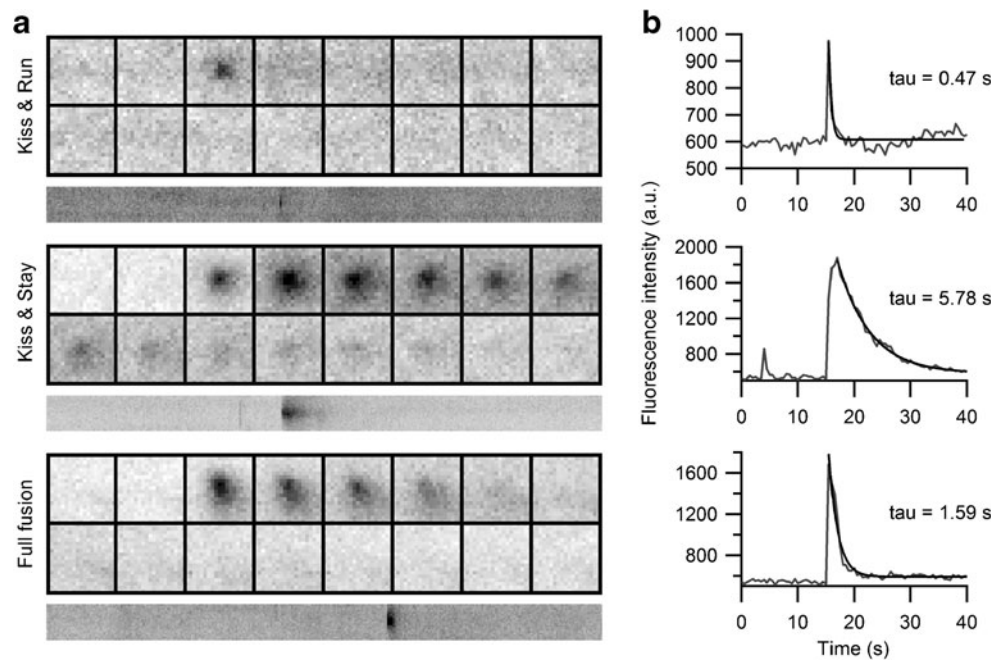 a
Kiss & Run
Kiss & Stay
Full fusion
b
Fluorescence intensity (a.u.)
1000
900
800
700
600
500
tau = 0.47 s
0 10 20 30 40
2000
1600
1200
800
tau = 5.78 s
0 10 20 30 40
1600
1200
800
tau = 1.59 s
0 10 20 30 40
Time (s)